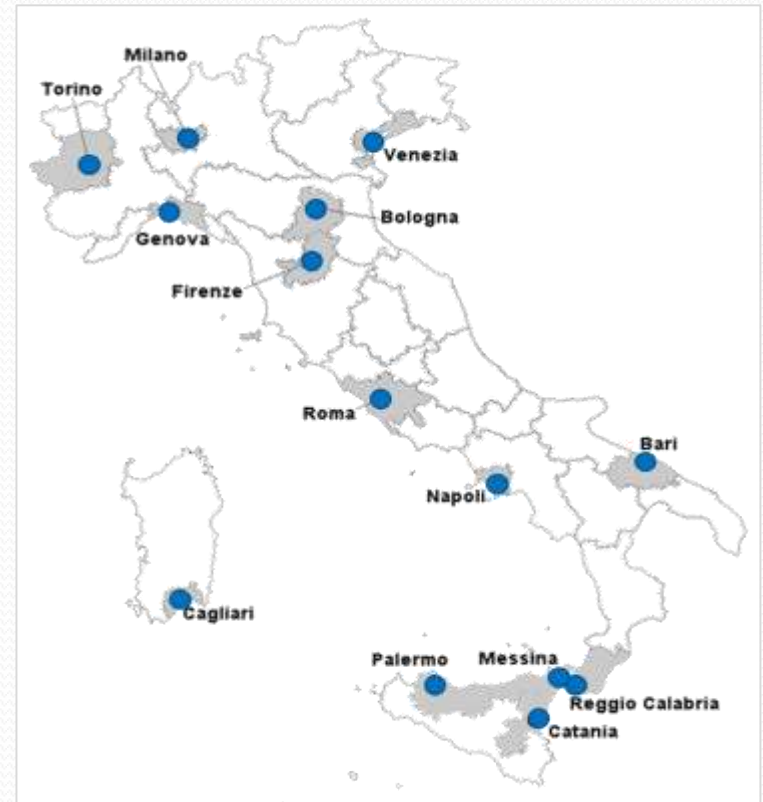 Milano
Torino
Venezia
Bologna
Genova
Firenze
Roma
Bari
Napoli
Cagliari
Palermo
Messina
Reggio Calabria
Catania